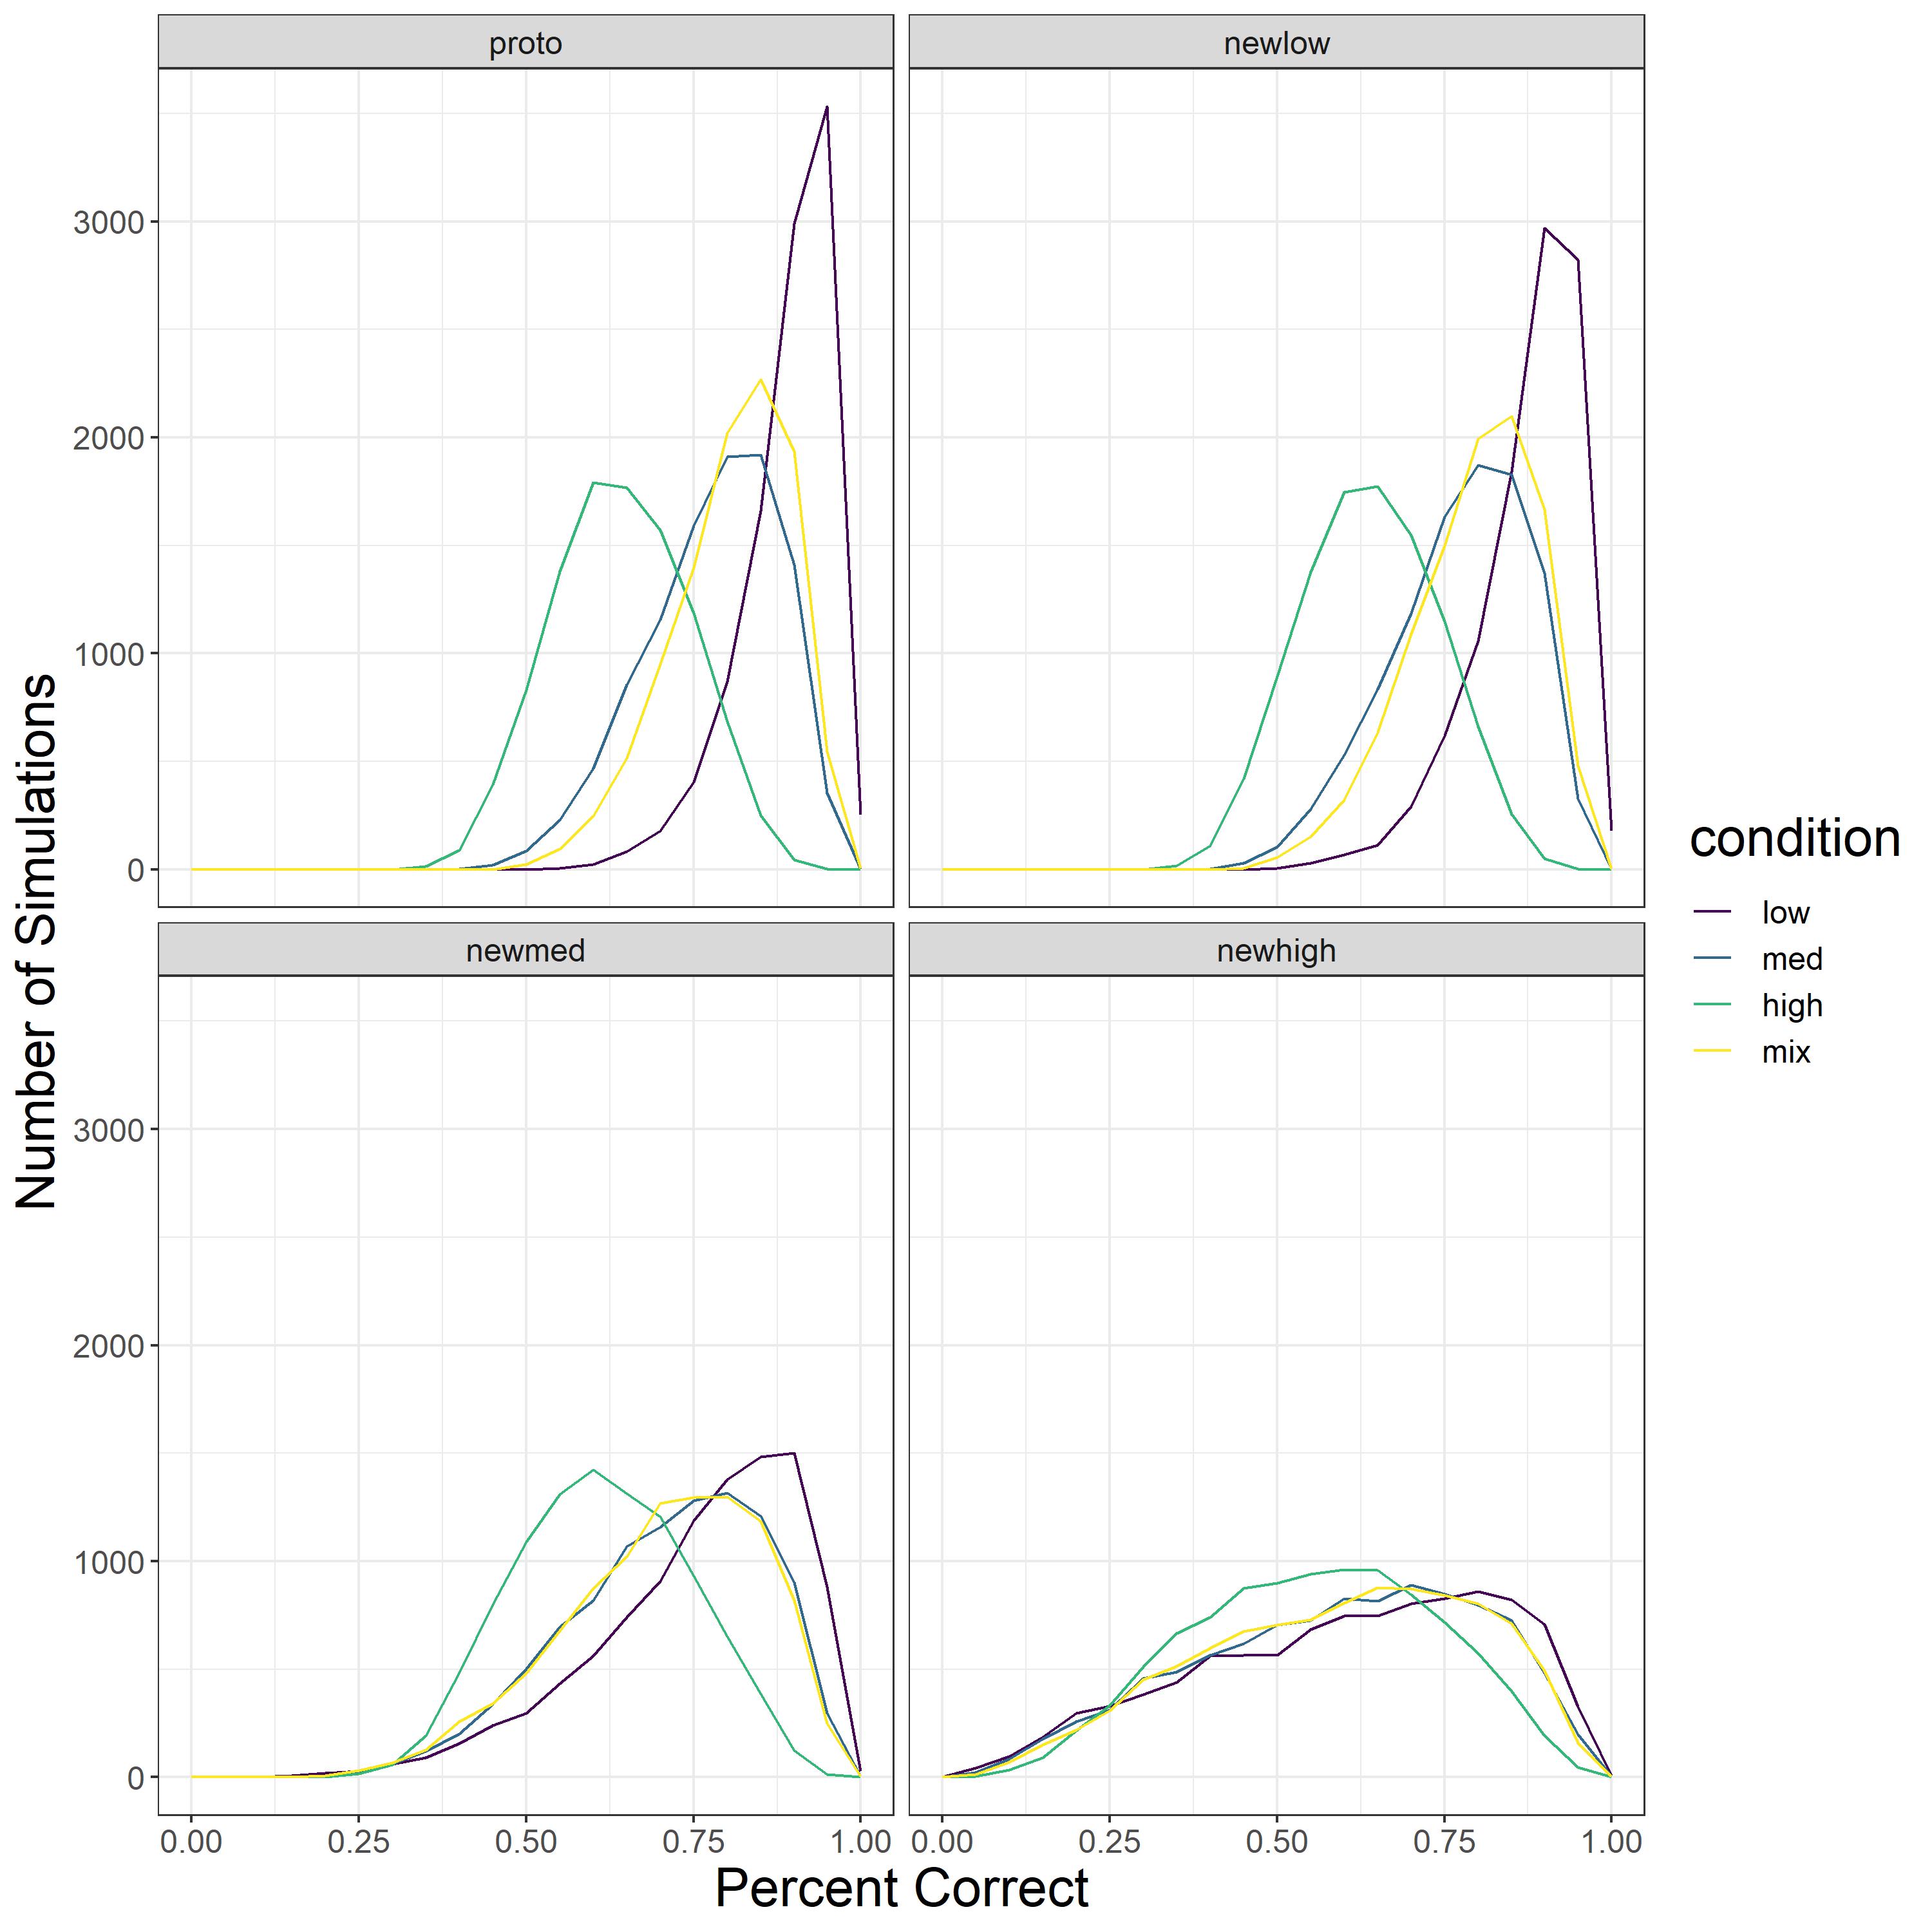 proto
newlow
3000
2000
1000
0
newmed
newhigh
3000
2000
1000
0
0.00 0.25 0.50 0.75 1.00
0.00 0.25 0.50 0.75 1.00
Percent Correct
Number of Simulations
condition
low
med
high
mix